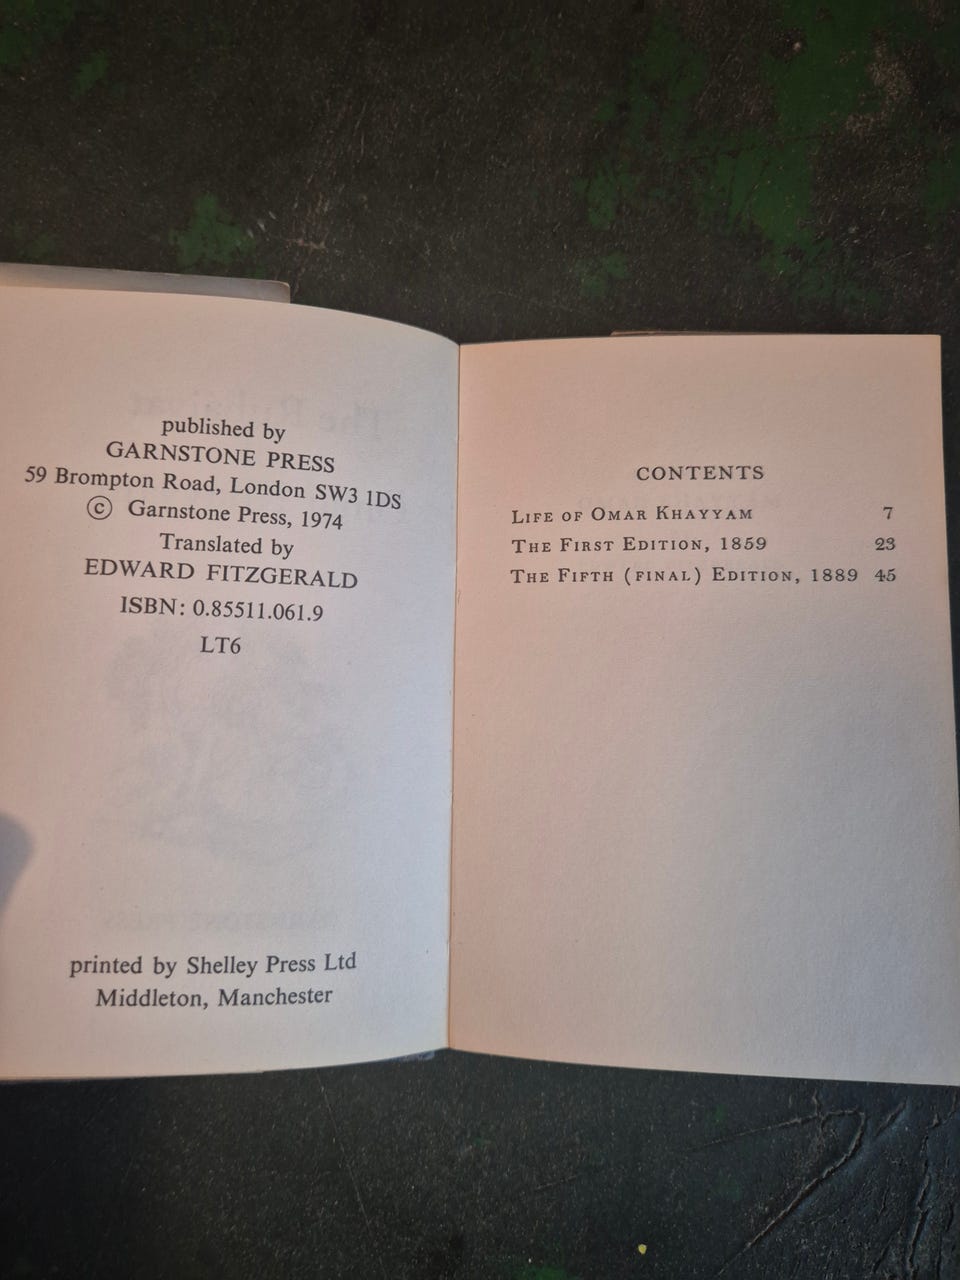 published by
GARNSTONE PRESS
59 Brompton Road, London SW3 1DS
© Garnstone Press, 1974
Translated by
EDWARD FITZGERALD
ISBN: 0.85511.061.9
LT6
printed by Shelley Press Ltd
Middleton, Manchester
CONTENTS
Life of Omar Khayyam 7
The First Edition, 1859 23
The Fifth (final) Edition, 1889 45